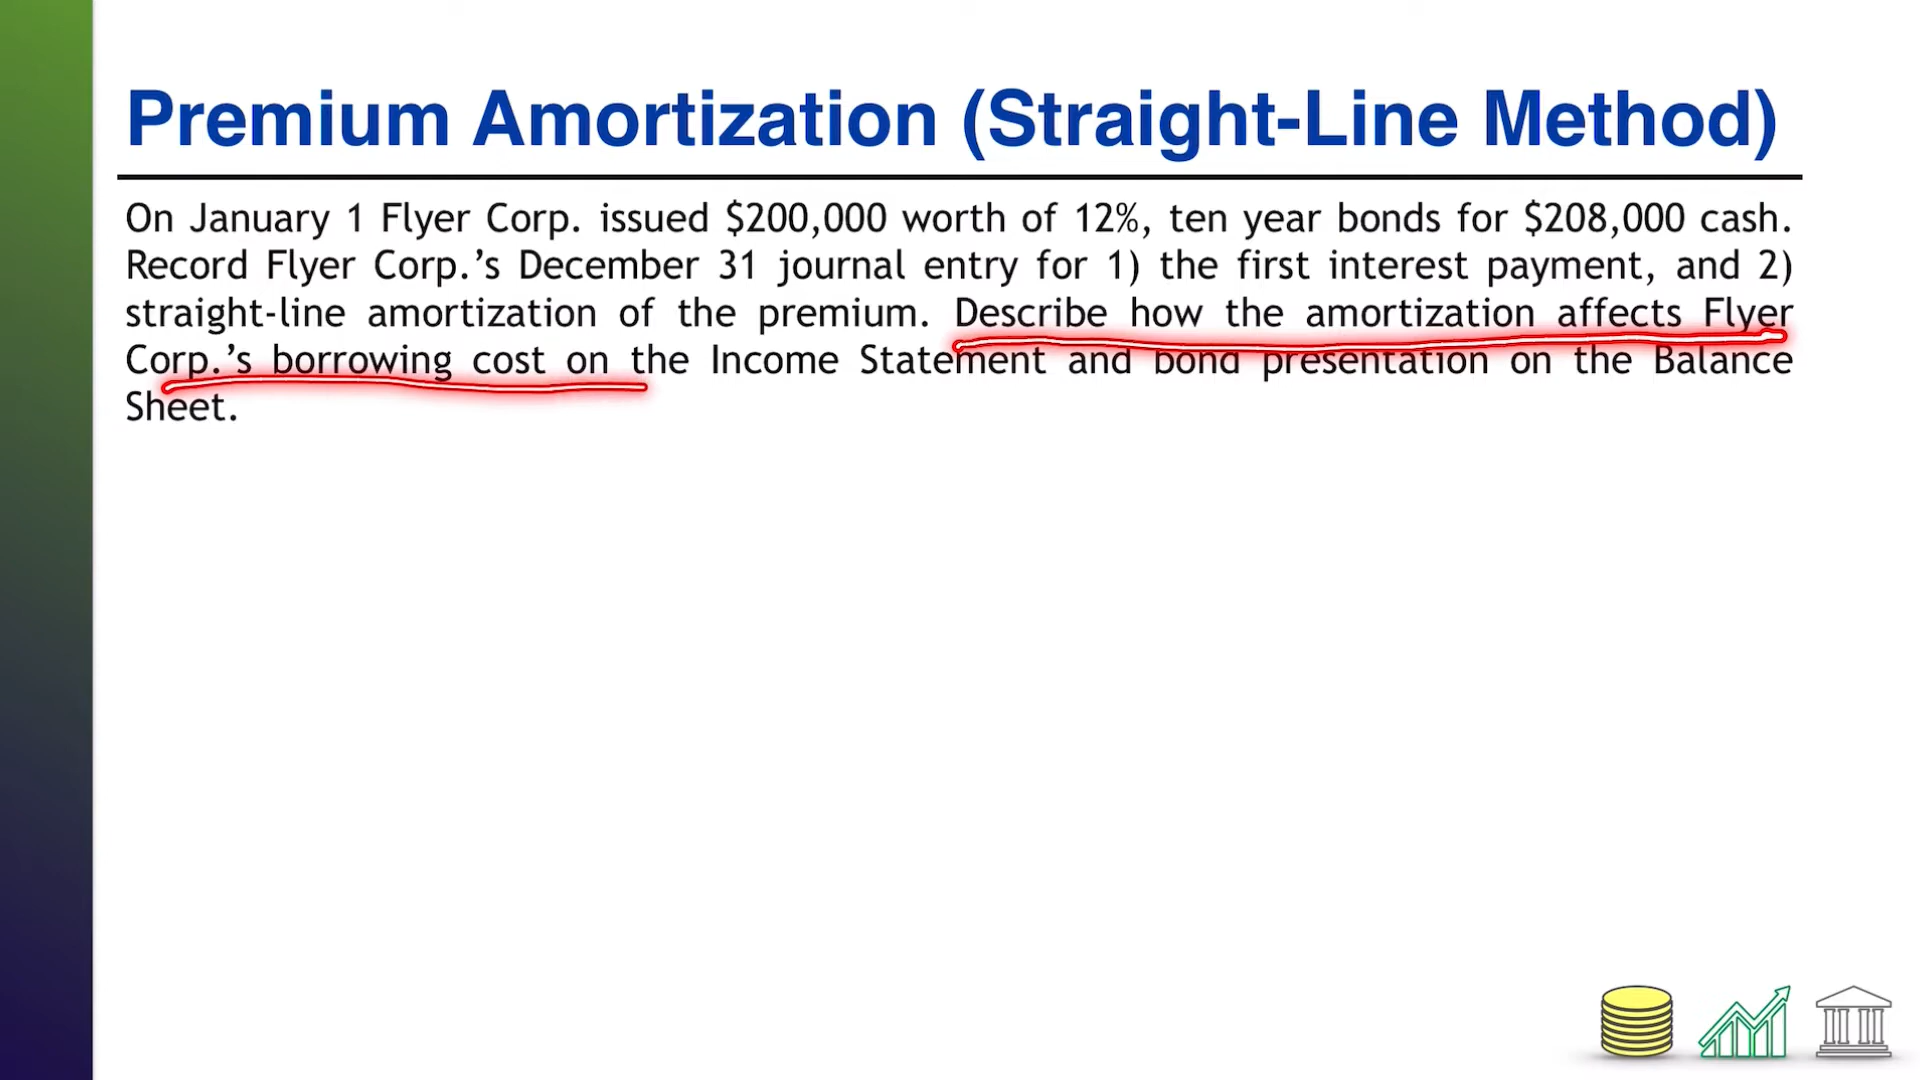 Premium Amortization (Straight-Line Method)
On January 1 Flyer Corp. issued $200,000 worth of 12%, ten year bonds for $208,000 cash.
Record Flyer Corp.’s December 31 journal entry for 1) the first interest payment, and 2)
straight-line amortization of the premium. Describe how the amortization affects Flyer
Corp.’s borrowing cost on the Income Statement and bond presentation on the Balance
Sheet.